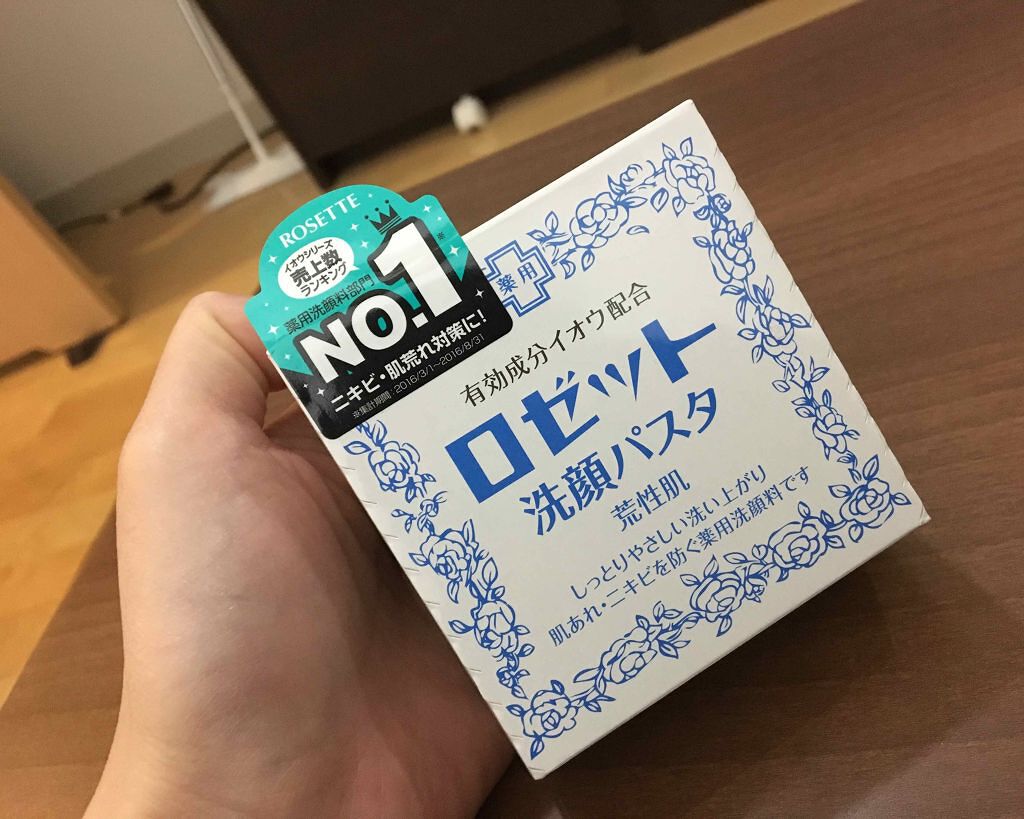 ROSETTE
イオウシリーズ
売上数
ランキング
薬用洗顔料部門
NO.1※
ニキビ・肌荒れ対策に!
※集計期間:2016/3/1~2016/8/31
薬用
有効成分イオウ配合
ロゼット
洗顔パスタ
荒性肌
しっとりやさしい洗い上がり
肌あれ・ニキビを防ぐ薬用洗顔料です